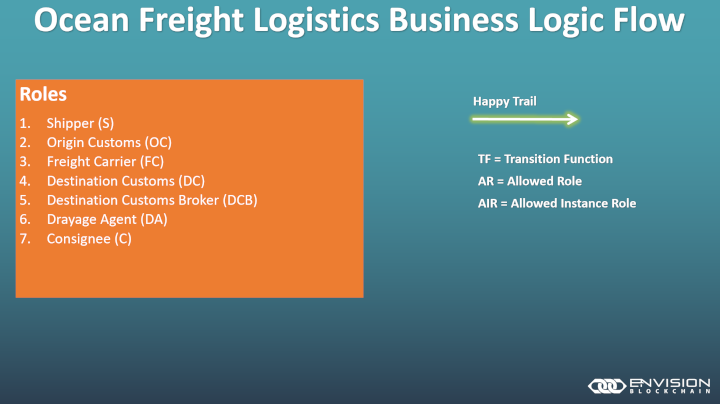 Ocean Freight Logistics Business Logic Flow
Roles
1. Shipper (S)
2. Origin Customs (OC)
3. Freight Carrier (FC)
4. Destination Customs (DC)
5. Destination Customs Broker (DCB)
6. Drayage Agent (DA)
7. Consignee (C)
Happy Trail
TF = Transition Function
AR = Allowed Role
AIR = Allowed Instance Role
ENVISION
BLOCKCHAIN